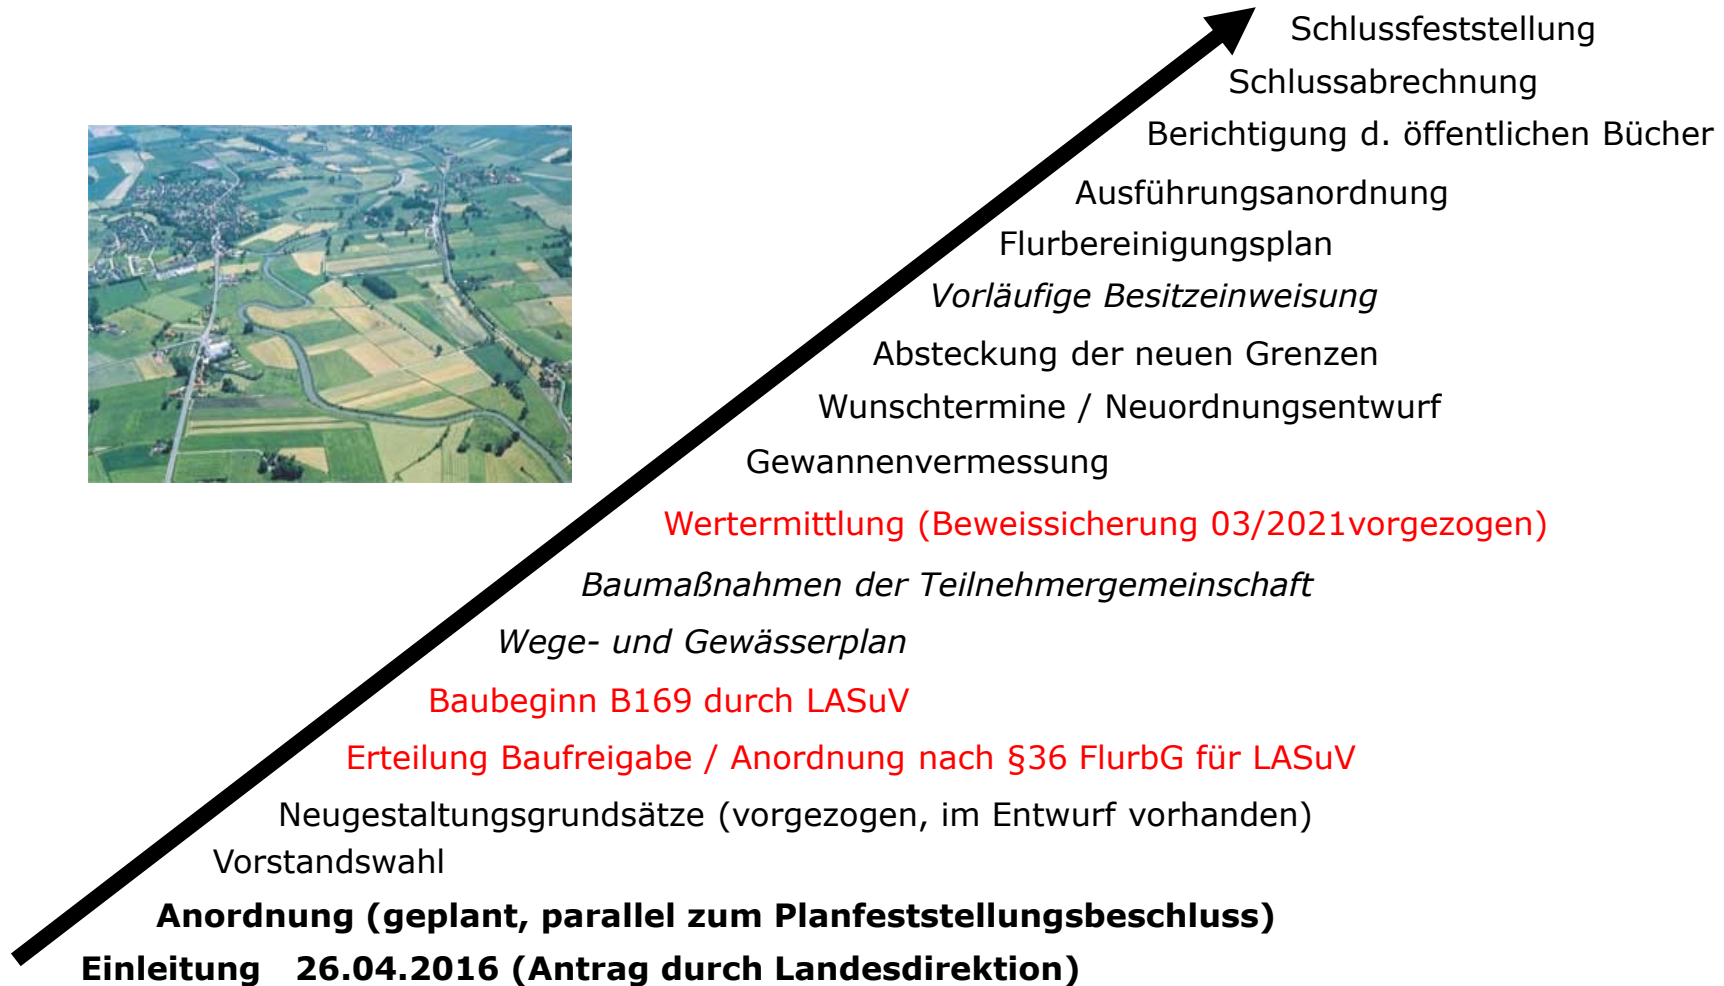 Schlussfeststellung
Schlussabrechnung
Berichtigung d. öffentlichen Bücher
Ausführungsanordnung
Flurbereinigungsplan
Vorläufige Besitzeinweisung
Absteckung der neuen Grenzen
Wunschtermine / Neuordnungsentwurf
Gewannenvermessung
Wertermittlung (Beweissicherung 03/2021vorgezogen)
Baumaßnahmen der Teilnehmergemeinschaft
Wege- und Gewässerplan
Baubeginn B169 durch LASuV
Erteilung Baufreigabe / Anordnung nach §36 FlurbG für LASuV
Neugestaltungsgrundsätze (vorgezogen, im Entwurf vorhanden)
Vorstandswahl
Anordnung (geplant, parallel zum Planfeststellungsbeschluss)
Einleitung 26.04.2016 (Antrag durch Landesdirektion)